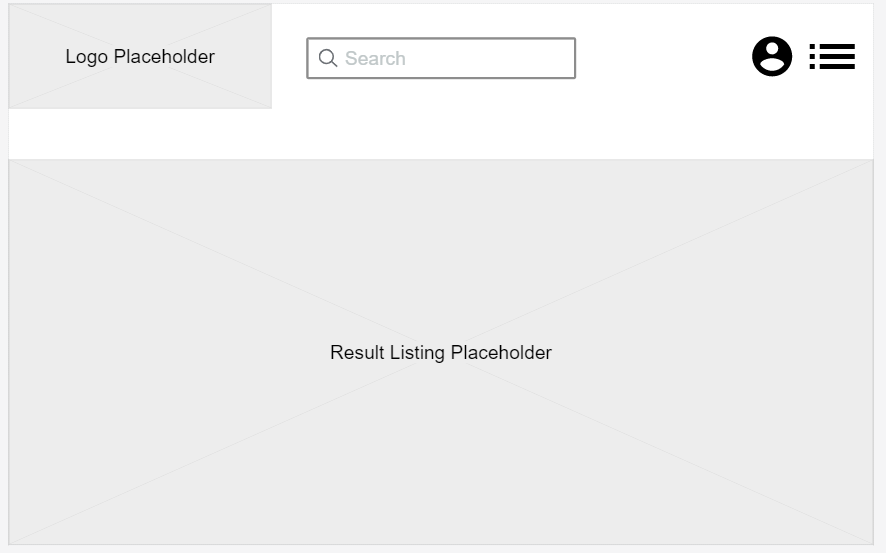 Logo Placeholder
Search
Result Listing Placeholder